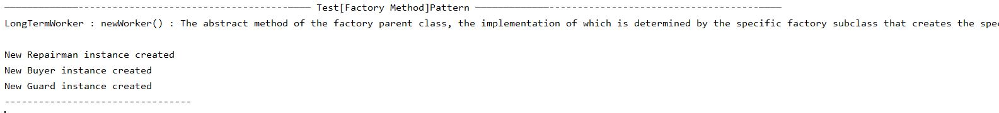 ————————————------------------------------------———— Test[Factory Method]Pattern ————————————------------------------------------————
LongTermWorker : newWorker() : The abstract method of the factory parent class, the implementation of which is determined by the specific factory subclass that creates the
New Repairman instance created
New Buyer instance created
New Guard instance created
---------------------------------